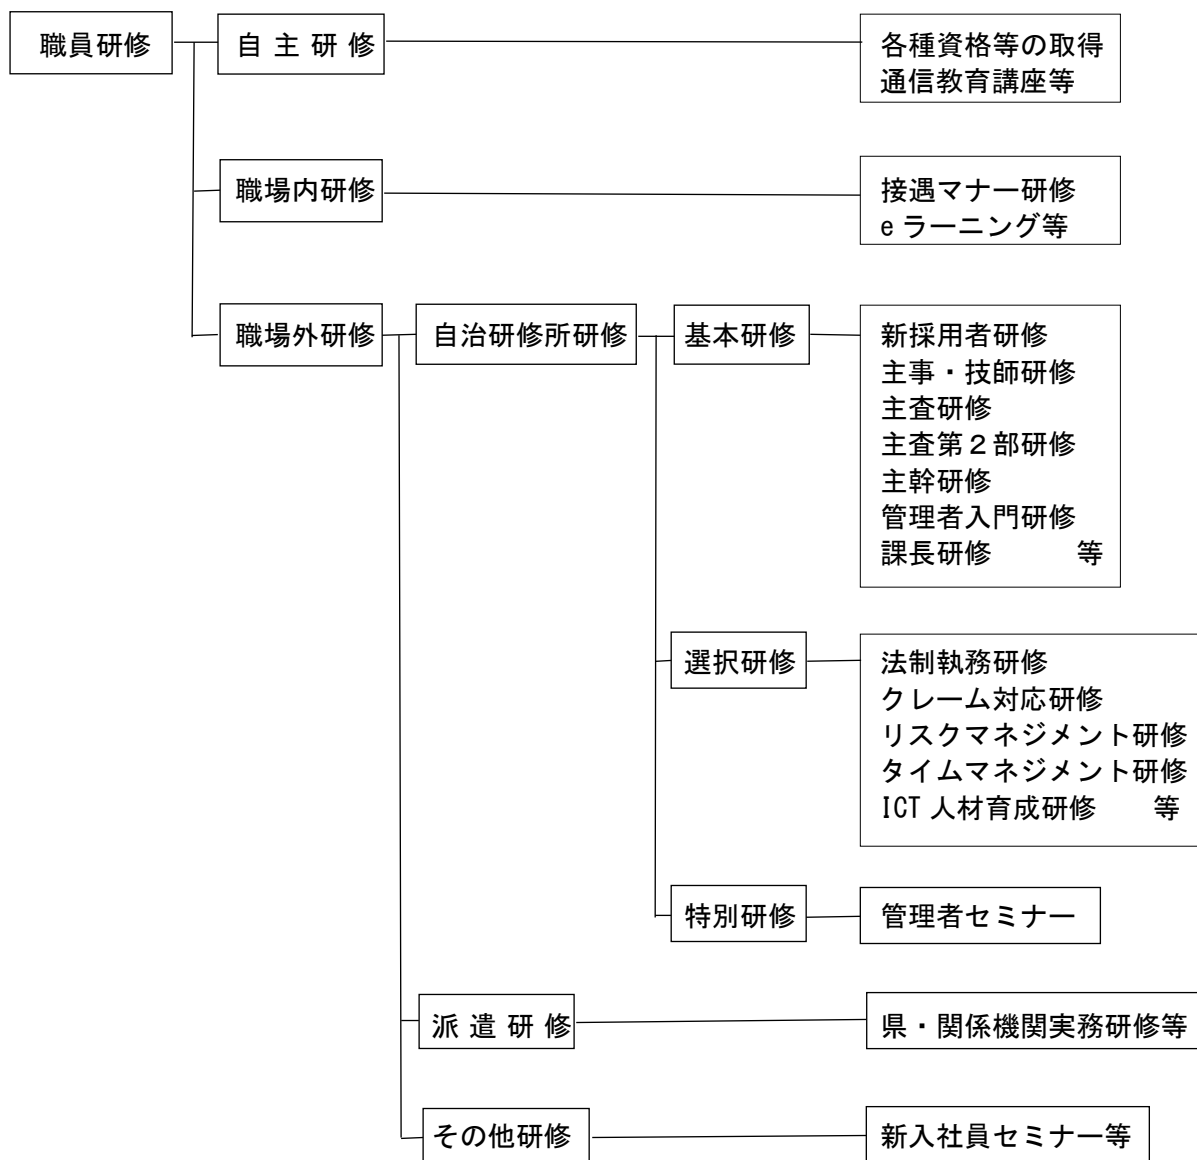 職員研修
自主研修
各種資格等の取得
通信教育講座等
職場内研修
接遇マナー研修
eラーニング等
職場外研修
自治研修所研修
基本研修
新採用者研修
主事・技師研修
主査研修
主査第２部研修
主幹研修
管理者入門研修
課長研修　　　等
選択研修
法制執務研修
クレーム対応研修
リスクマネジメント研修
タイムマネジメント研修
ICT人材育成研修　　等
特別研修
管理者セミナー
派遣研修
県・関係機関実務研修等
その他研修
新入社員セミナー等